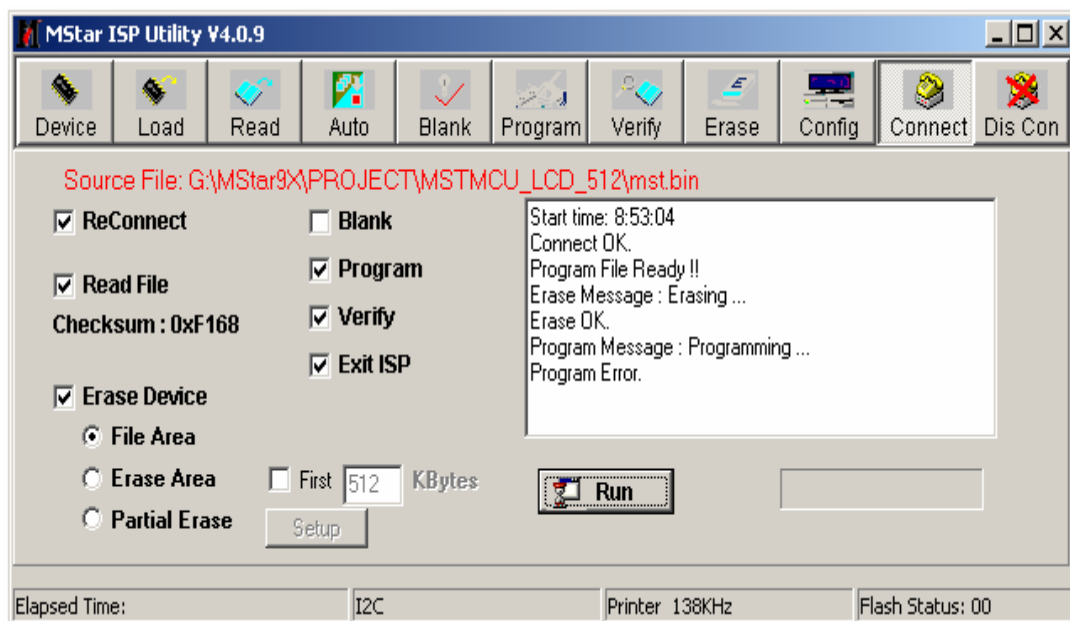 MStar ISP Utility V4.0.9
Device Load Read Auto Blank Program Verify Erase Config Connect Dis Con
Source File: G:\MStar9X\PROJECT\MSTMCU_LCD_512\mst.bin
ReConnect
Blank
Read File
Program
Checksum : 0xF168
Verify
Exit ISP
Erase Device
File Area
Erase Area
First 512 KBytes
Partial Erase
Setup
Start time: 8:53:04
Connect OK.
Program File Ready !!
Erase Message : Erasing ...
Erase OK.
Program Message : Programming ...
Program Error.
Run
Elapsed Time:
I2C
Printer 138KHz
Flash Status: 00